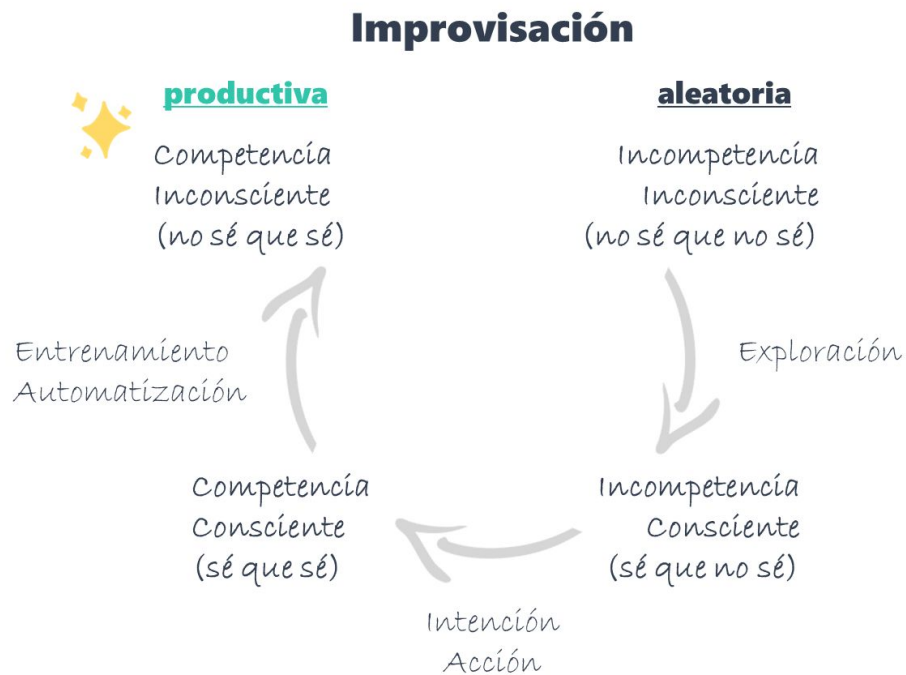 Improvisación
productiva
aleatoria
Competencia
Inconsciente
(no sé que sé)
Incompetencia
Inconsciente
(no sé que no sé)
Entrenamiento
Automatización
Exploración
Competencia
Consciente
(sé que sé)
Incompetencia
Consciente
(sé que no sé)
Intención
Acción